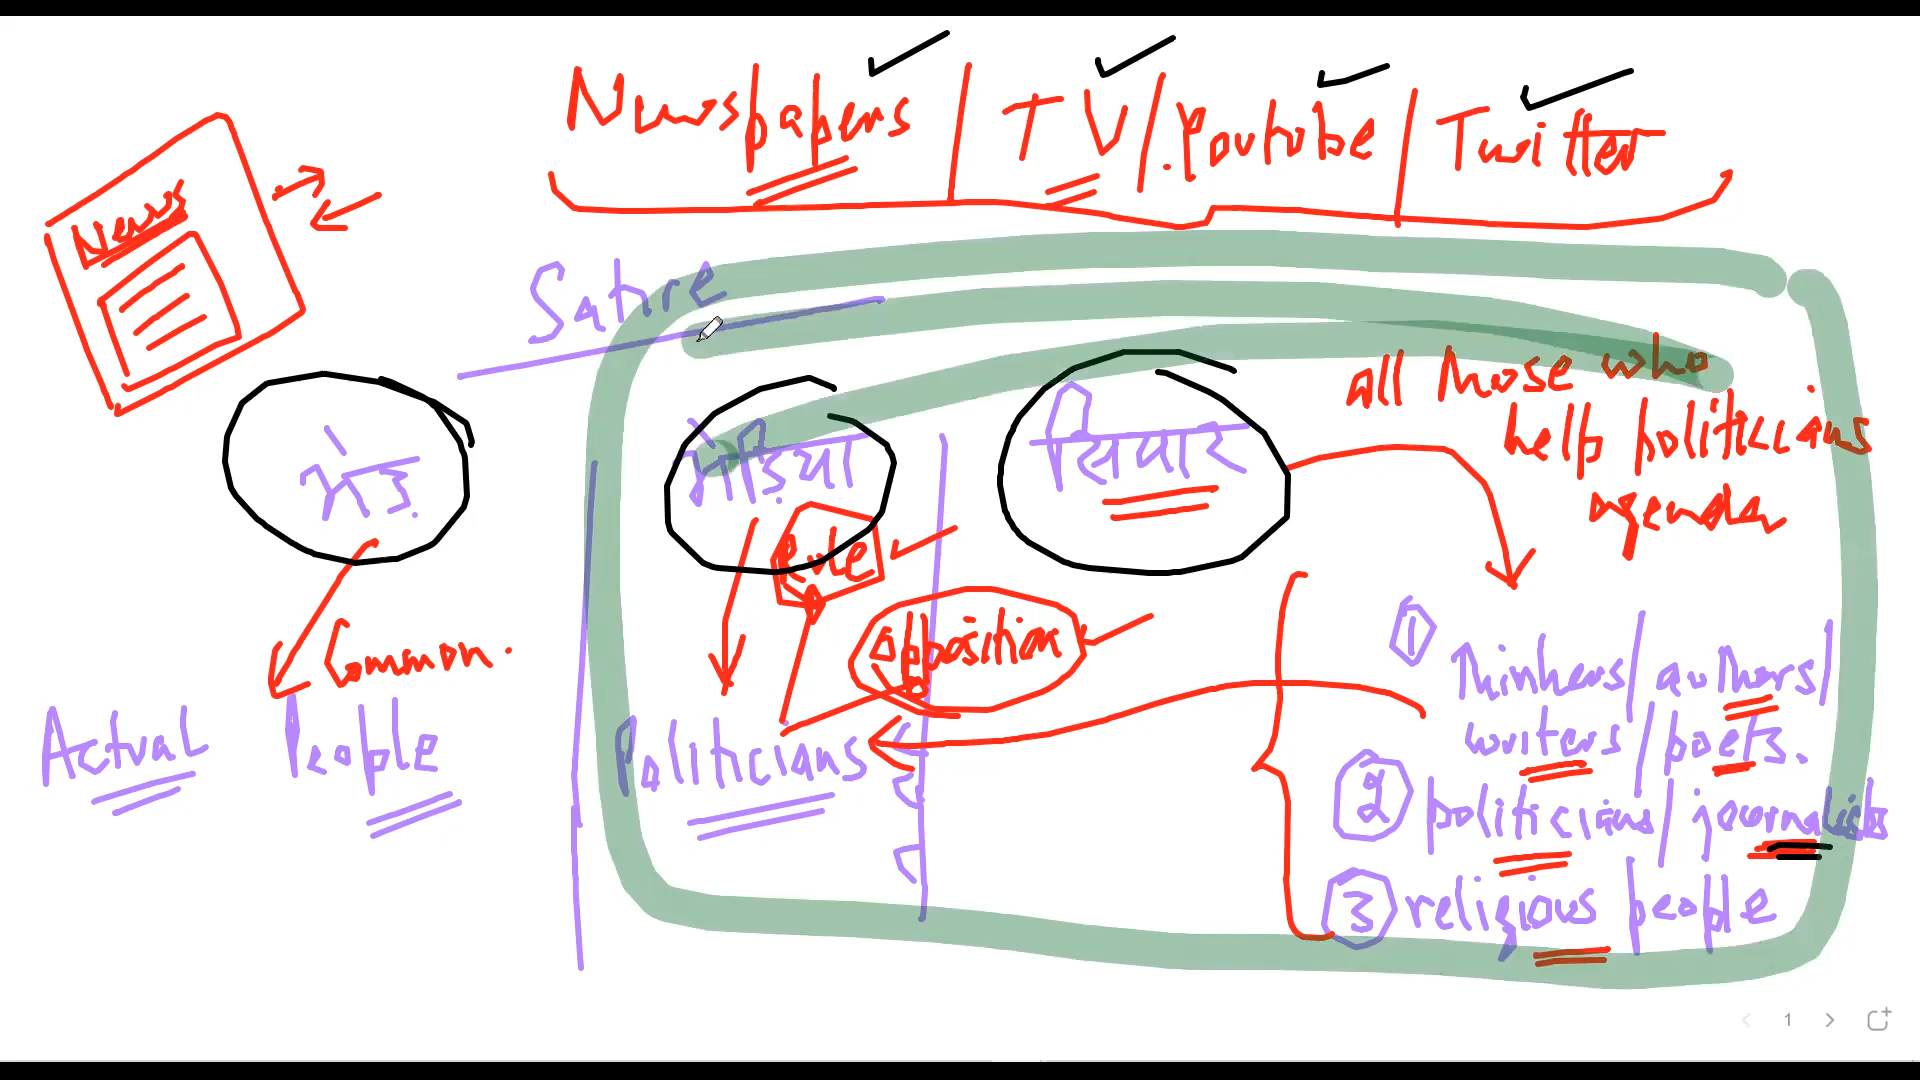 Newspapers / TV / Youtube / Twitter
News
Satire
all those who
help politicians
agenda
भेड़
भेड़िया
सियार
Rule
Opposition
Common
Actual People
Politicians
1 Thinkers / authors /
writers / poets.
2 politicians / journalists
3 religious people
1